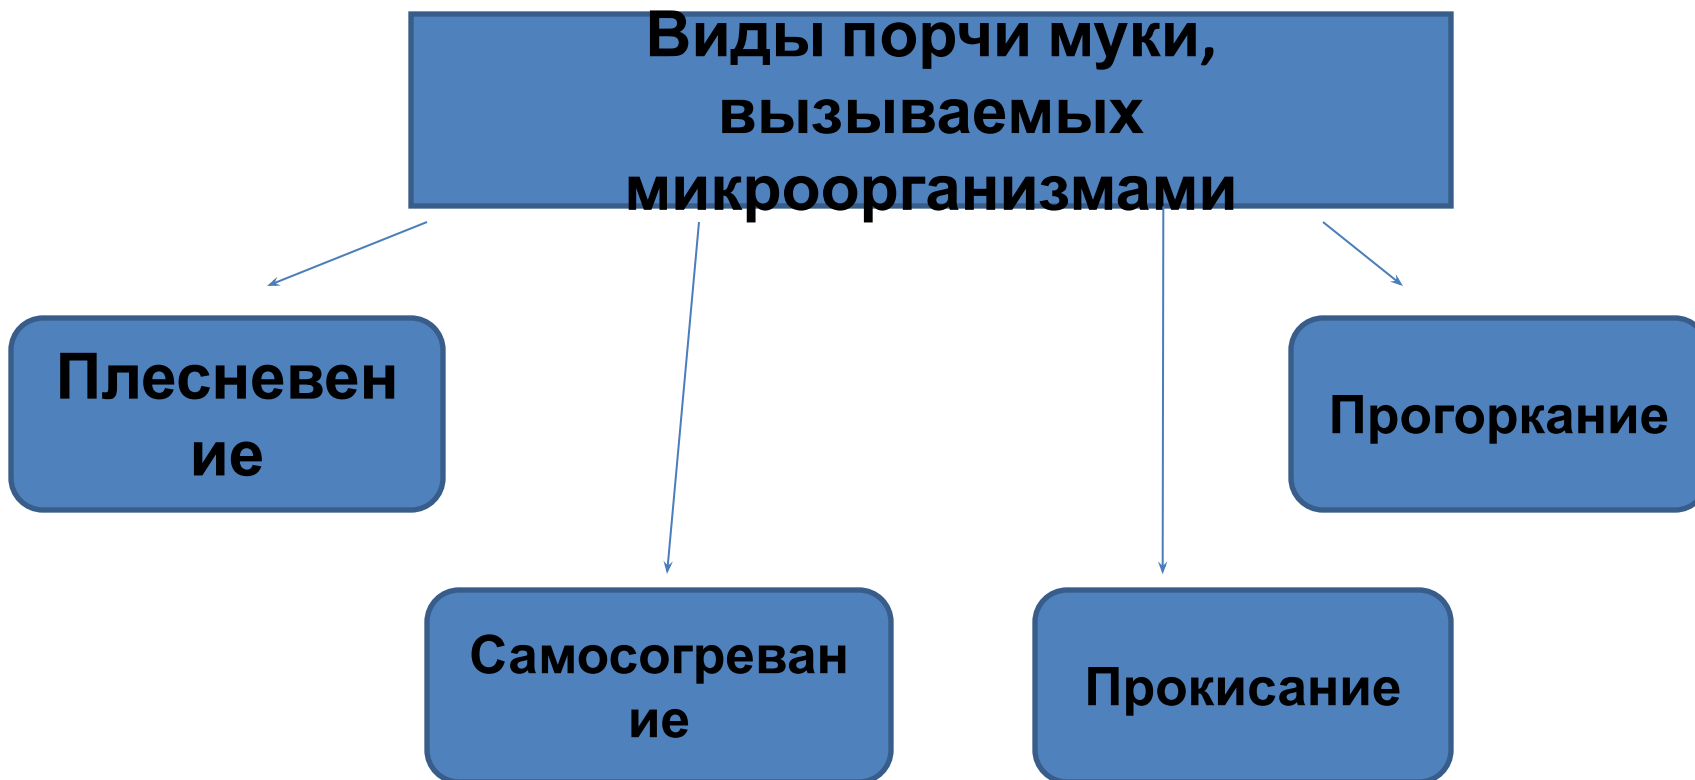 Виды порчи муки,
вызываемых
микроорганизмами
Плесневен
ие
Прогоркание
Самосогреван
ие
Прокисание